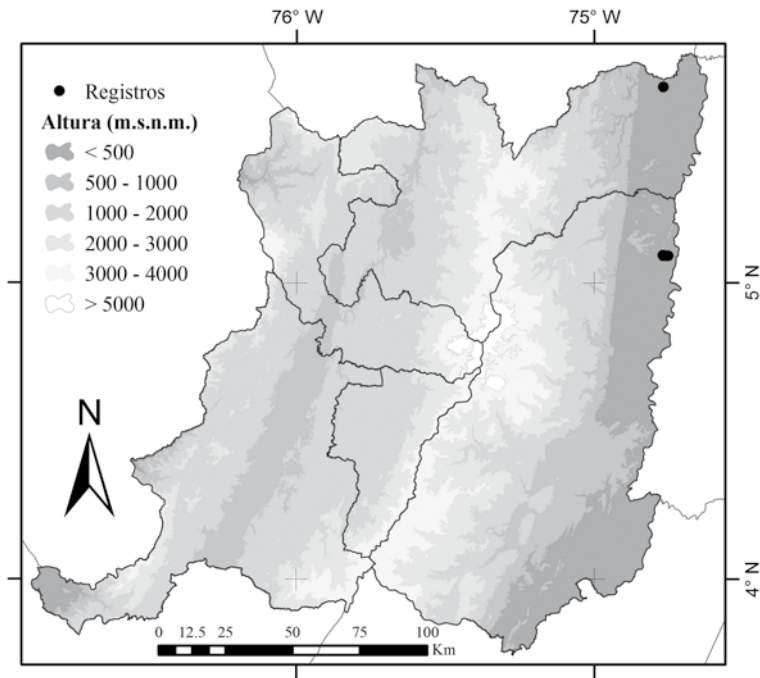 76° W
75° W
Registros
Altura (m.s.n.m.)
< 500
500 - 1000
1000 - 2000
2000 - 3000
3000 - 4000
> 5000
5° N
N
4° N
0 12.5 25 50 75 100
Km